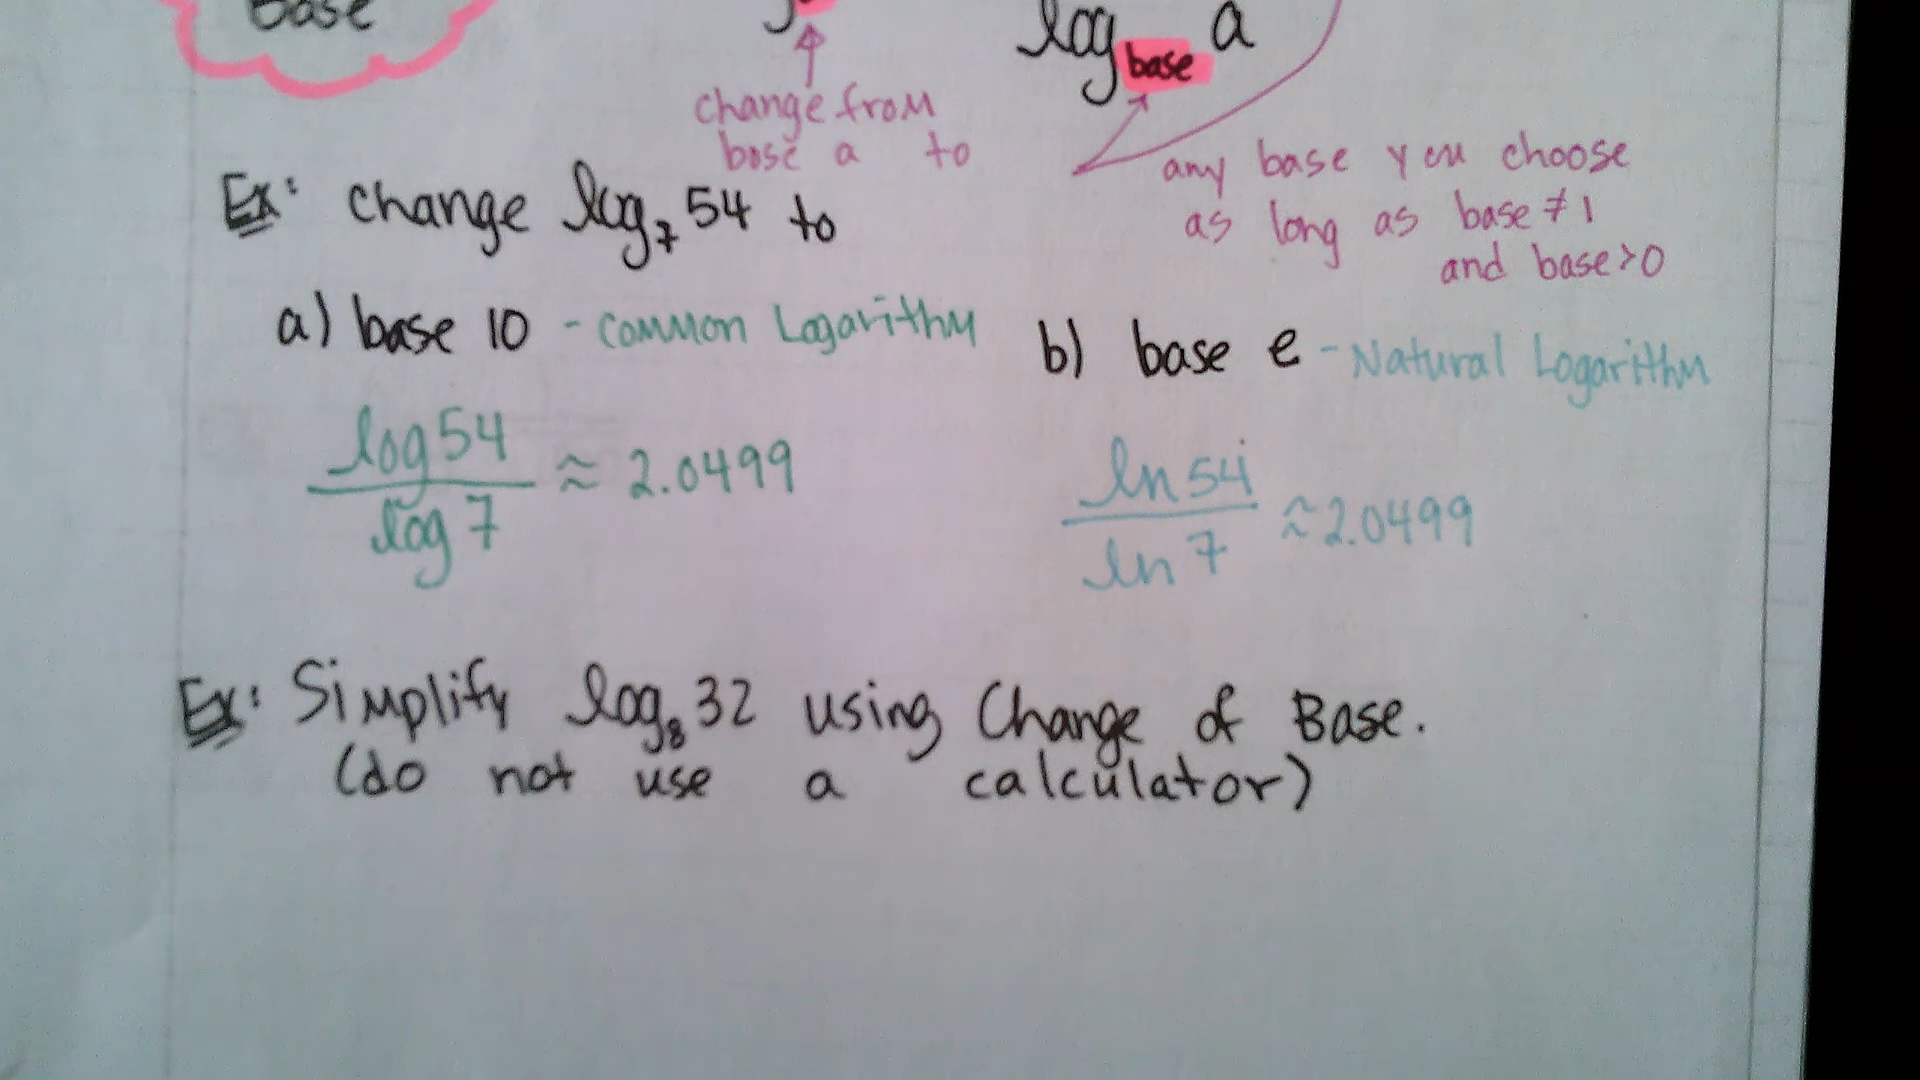 Base
log base a
change from
base a to
any base you choose
as long as base ≠ 1
and base > 0
Ex: change log₇ 54 to
a) base 10 - Common Logarithm
b) base e - Natural Logarithm
log 54
log 7
≈ 2.0499
ln 54
ln 7
≈ 2.0499
Ex: Simplify log₈ 32 using Change of Base.
(do not use a calculator)